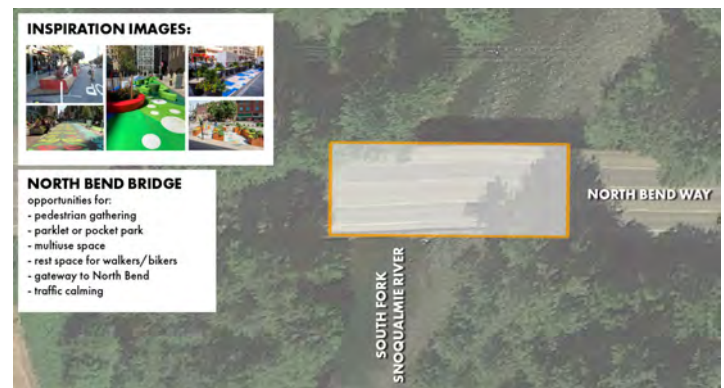 INSPIRATION IMAGES:
NORTH BEND BRIDGE
opportunities for:
- pedestrian gathering
- parklet or pocket park
- multiuse space
- rest space for walkers/bikers
- gateway to North Bend
- traffic calming
NORTH BEND WAY
SOUTH FORK
SNOQUALMIE RIVER